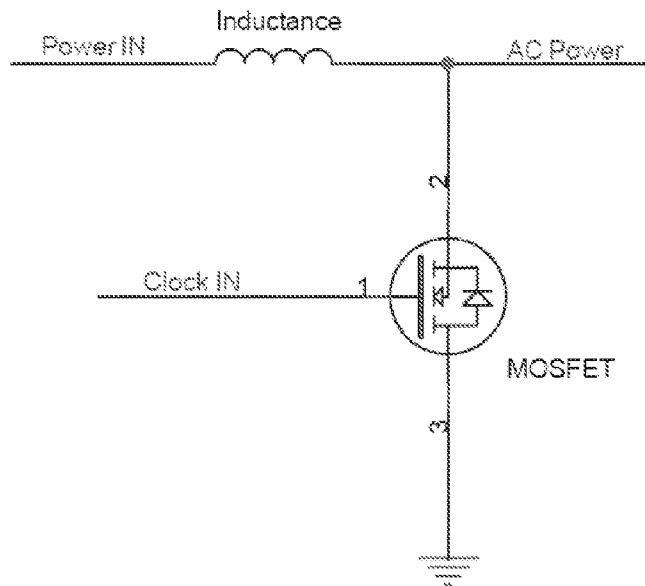 Inductance
Power IN
AC Power
2
Clock IN
1
MOSFET
3